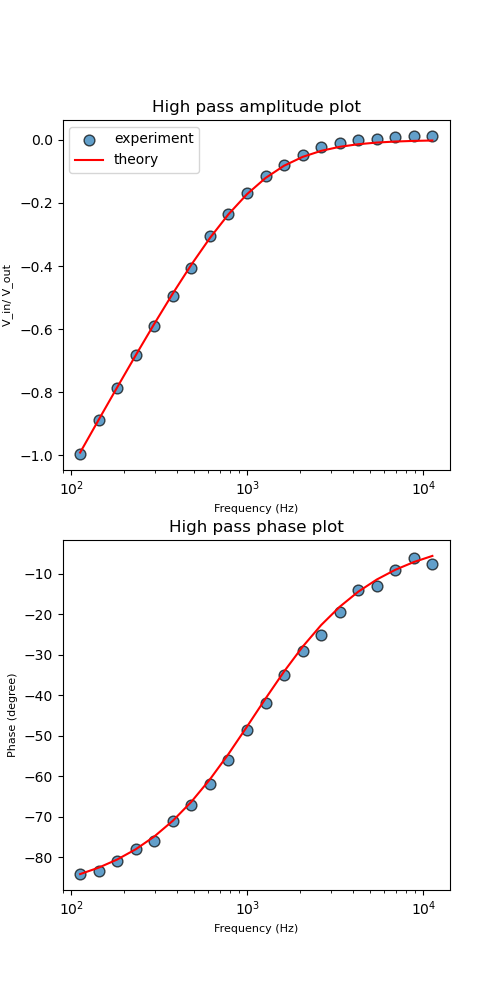 High pass amplitude plot
experiment
theory
0.0
−0.2
−0.4
−0.6
−0.8
−1.0
V_in/ V_out
10²
10³
10⁴
Frequency (Hz)
High pass phase plot
−10
−20
−30
−40
−50
−60
−70
−80
Phase (degree)
10²
10³
10⁴
Frequency (Hz)